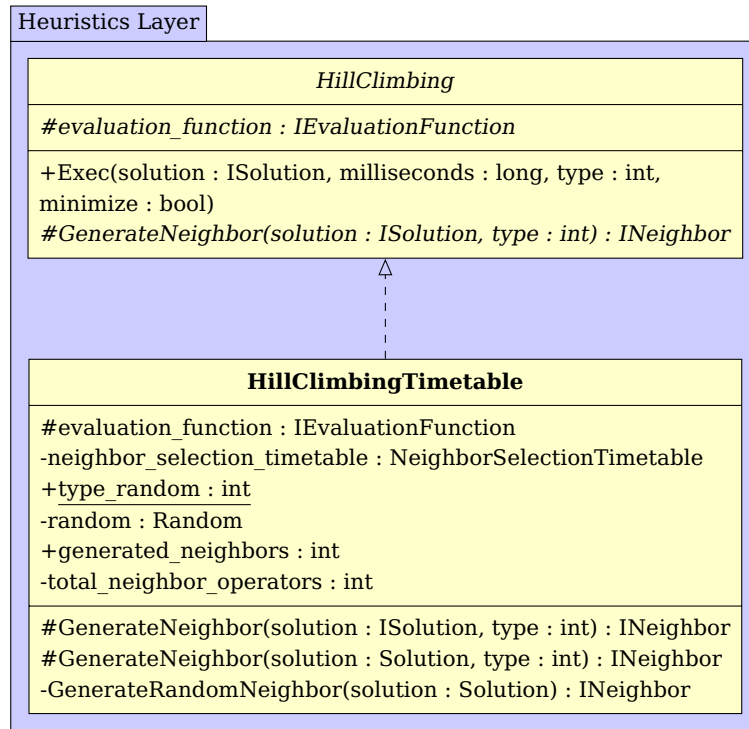 Heuristics Layer
HillClimbing
#evaluation_function : IEvaluationFunction
+Exec(solution : ISolution, milliseconds : long, type : int,
minimize : bool)
#GenerateNeighbor(solution : ISolution, type : int) : INeighbor
HillClimbingTimetable
#evaluation_function : IEvaluationFunction
-neighbor_selection_timetable : NeighborSelectionTimetable
+type_random : int
-random : Random
+generated_neighbors : int
-total_neighbor_operators : int
#GenerateNeighbor(solution : ISolution, type : int) : INeighbor
#GenerateNeighbor(solution : Solution, type : int) : INeighbor
-GenerateRandomNeighbor(solution : Solution) : INeighbor